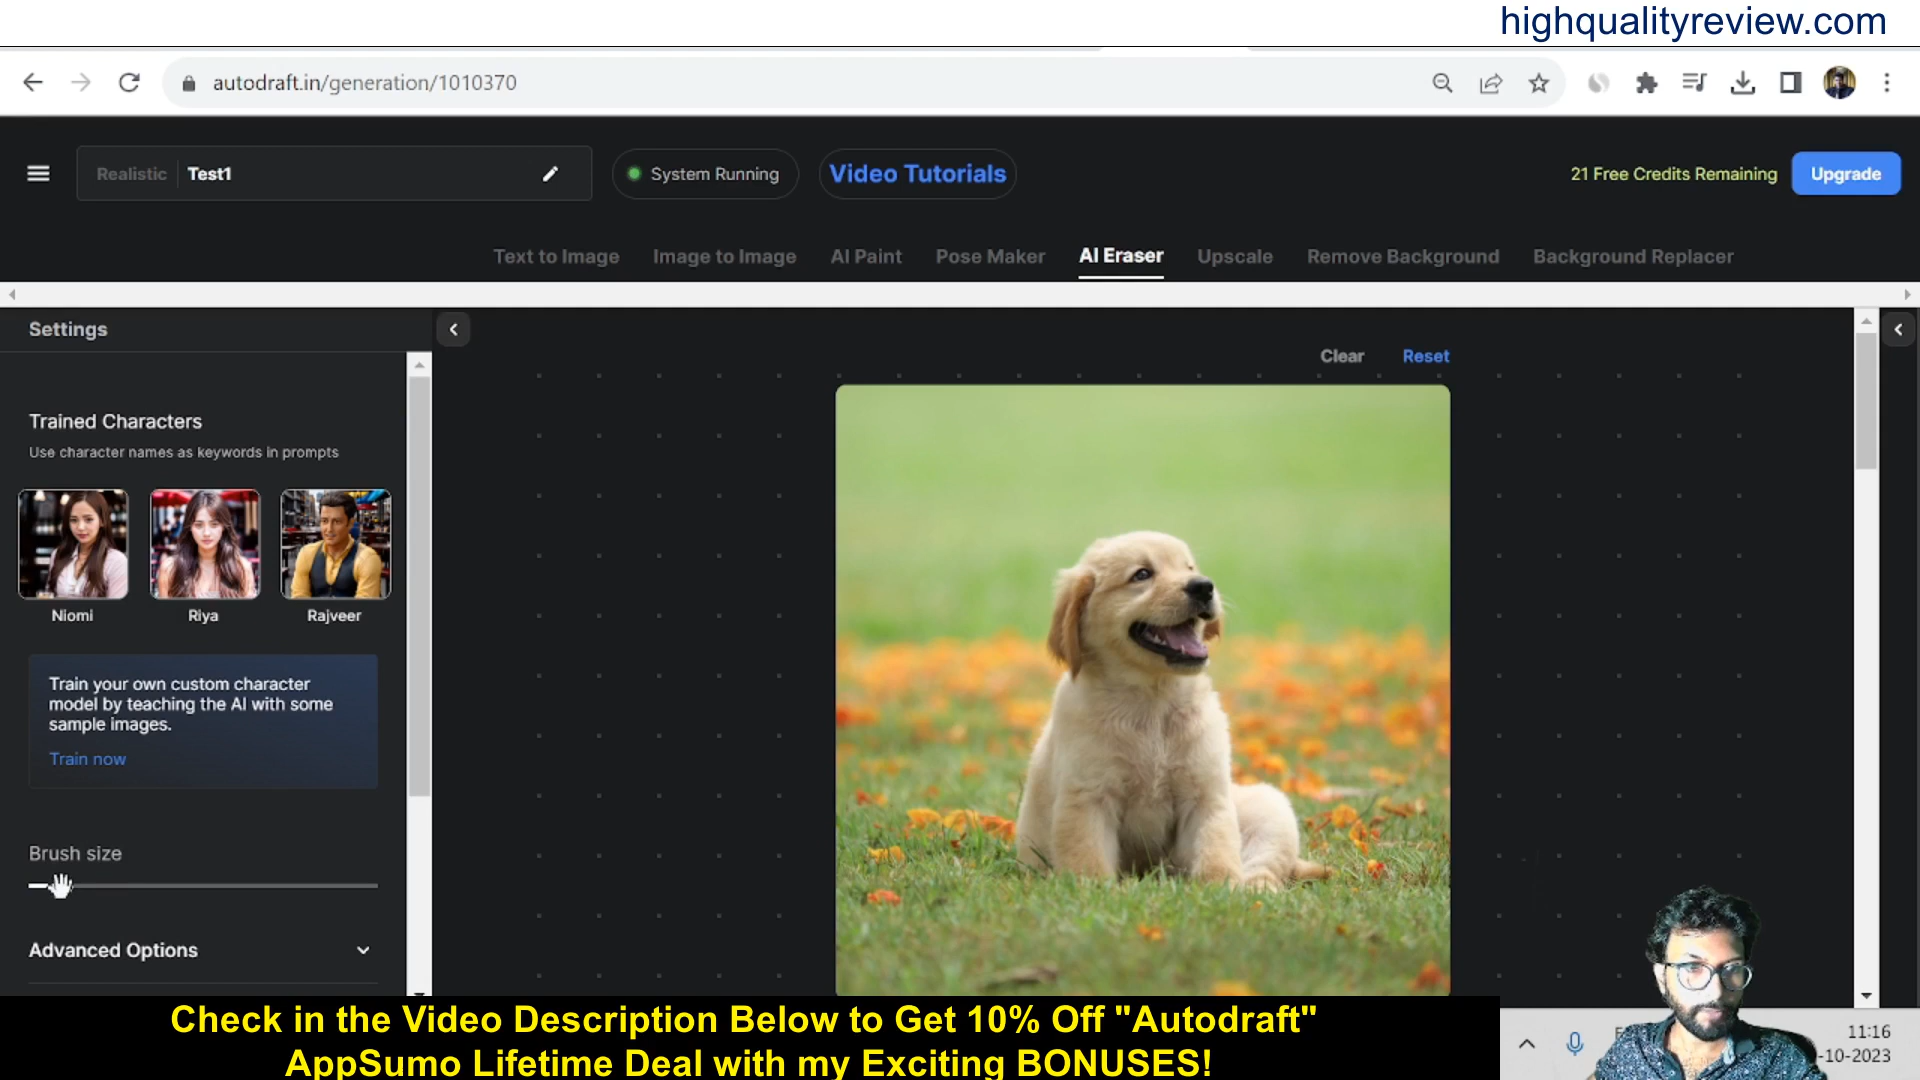 highqualityreview.com
autodraft.in/generation/1010370
Realistic Test1
System Running
Video Tutorials
21 Free Credits Remaining
Upgrade
Text to Image Image to Image AI Paint Pose Maker AI Eraser Upscale Remove Background Background Replacer
Settings
Clear Reset
Trained Characters
Use character names as keywords in prompts
Niomi Riya Rajveer
Train your own custom character
model by teaching the AI with some
sample images.
Train now
Brush size
Advanced Options
Check in the Video Description Below to Get 10% Off "Autodraft"
AppSumo Lifetime Deal with my Exciting BONUSES!
11:16
-10-2023